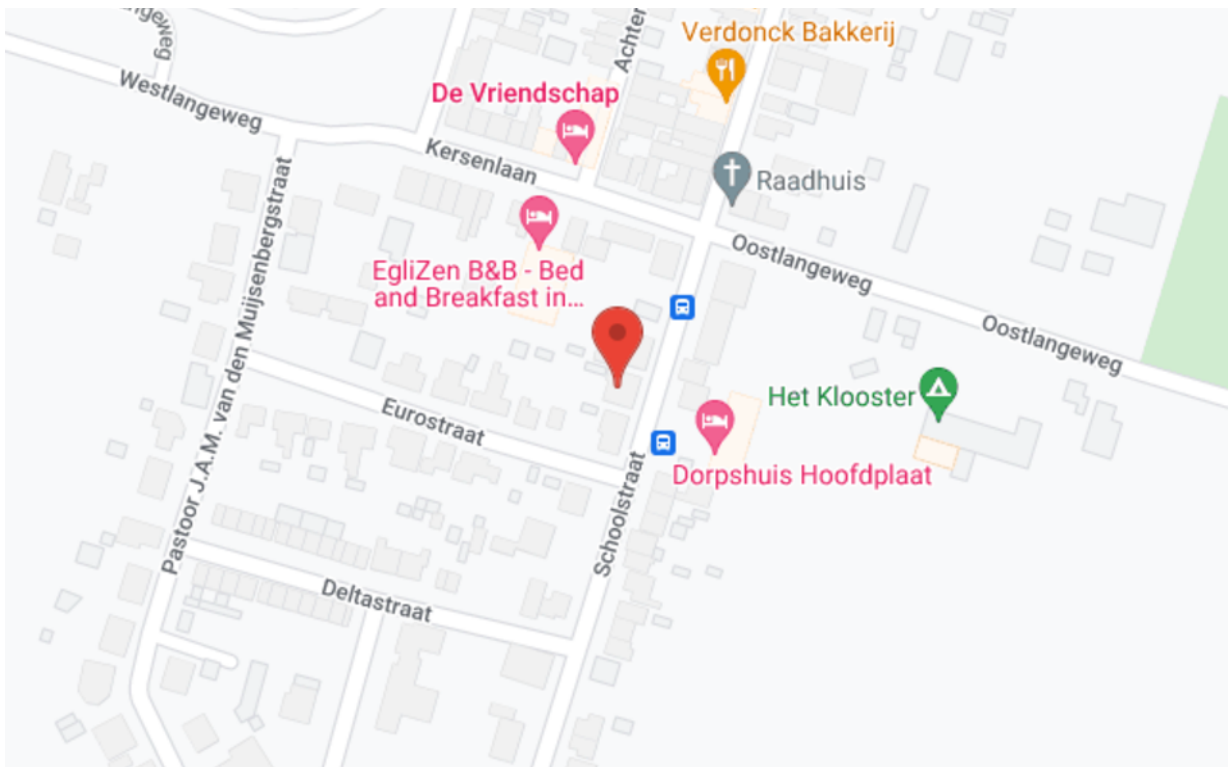 ngeweg
Verdonck Bakkerij
Achter
Westlangeweg
De Vriendschap
Kersenlaan
Raadhuis
EgliZen B&B - Bed
and Breakfast in...
Oostlangeweg
Oostlangeweg
Pastoor J.A.M. van den Muijsenbergstraat
Eurostraat
Het Klooster
Dorpshuis Hoofdplaat
Schoolstraat
Deltastraat